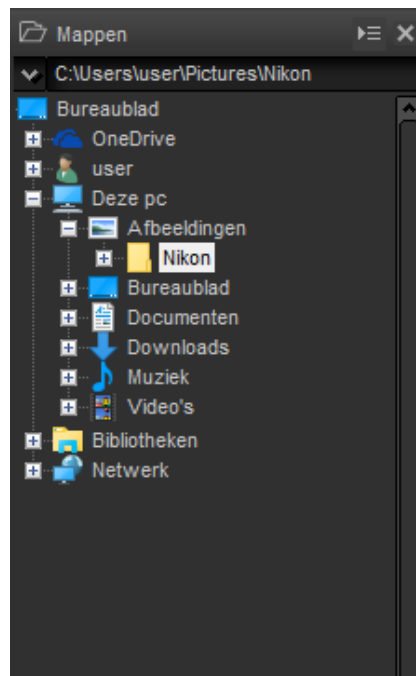 Mappen
C:\Users\user\Pictures\Nikon
Bureaublad
OneDrive
user
Deze pc
Afbeeldingen
Nikon
Bureaublad
Documenten
Downloads
Muziek
Video's
Bibliotheken
Netwerk